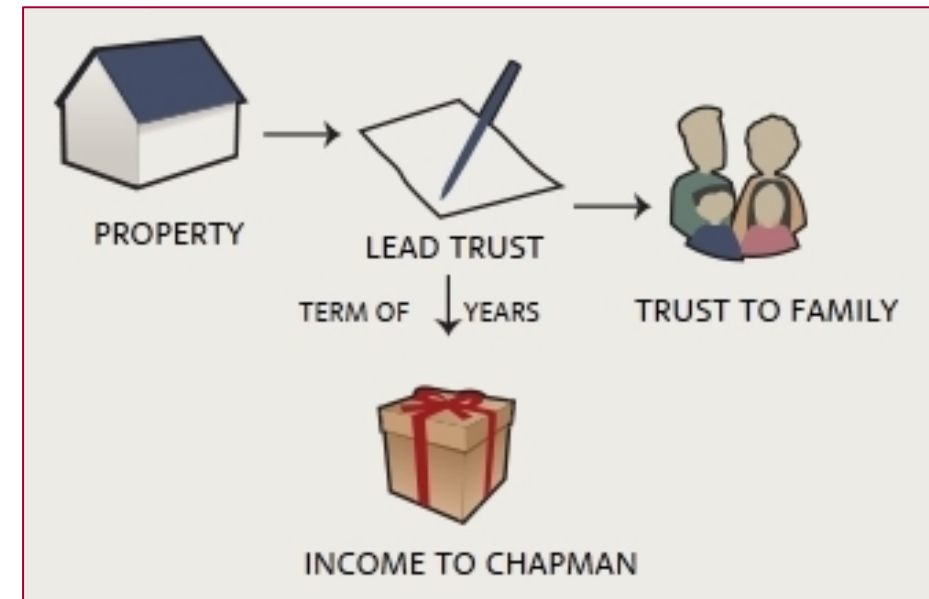 PROPERTY
LEAD TRUST
TERM OF YEARS
TRUST TO FAMILY
INCOME TO CHAPMAN